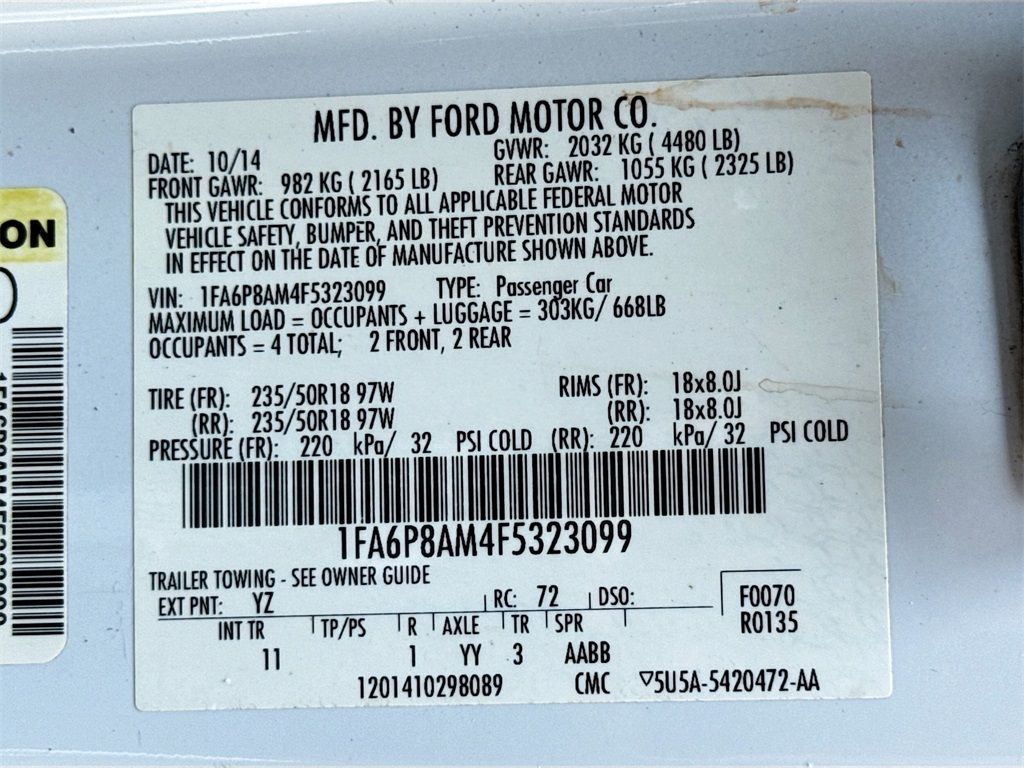 MFD. BY FORD MOTOR CO.
DATE: 10/14 GVWR: 2032 KG ( 4480 LB)
FRONT GAWR: 982 KG ( 2165 LB) REAR GAWR: 1055 KG ( 2325 LB)
THIS VEHICLE CONFORMS TO ALL APPLICABLE FEDERAL MOTOR
VEHICLE SAFETY, BUMPER, AND THEFT PREVENTION STANDARDS
IN EFFECT ON THE DATE OF MANUFACTURE SHOWN ABOVE.
VIN: 1FA6P8AM4F5323099 TYPE: Passenger Car
MAXIMUM LOAD = OCCUPANTS + LUGGAGE = 303KG/ 668LB
OCCUPANTS = 4 TOTAL; 2 FRONT, 2 REAR
TIRE (FR): 235/50R18 97W RIMS (FR): 18x8.0J
(RR): 235/50R18 97W (RR): 18x8.0J
PRESSURE (FR): 220 kPa/ 32 PSI COLD (RR): 220 kPa/ 32 PSI COLD
1FA6P8AM4F5323099
TRAILER TOWING - SEE OWNER GUIDE
EXT PNT: YZ RC: 72 DSO: F0070
INT TR TP/PS R AXLE TR SPR R0135
11 1 YY 3 AABB
1201410298089 CMC ▽5U5A-5420472-AA
ON